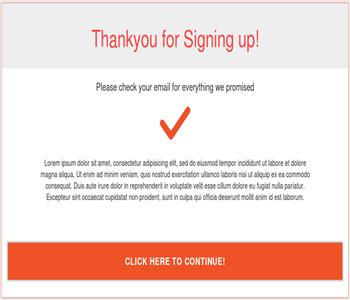 Thankyou for Signing up!
Please check your email for everything we promised
Lorem ipsum dolor sit amet, consectetur adipisicing elit, sed do eiusmod tempor incididunt ut labore et dolore
magna aliqua. Ut enim ad minim veniam, quis nostrud exercitation ullamco laboris nisi ut aliquip ex ea commodo
consequat. Duis aute irure dolor in reprehenderit in voluptate velit esse cillum dolore eu fugiat nulla pariatur.
Excepteur sint occaecat cupidatat non proident, sunt in culpa qui officia deserunt mollit anim id est laborum.
CLICK HERE TO CONTINUE!